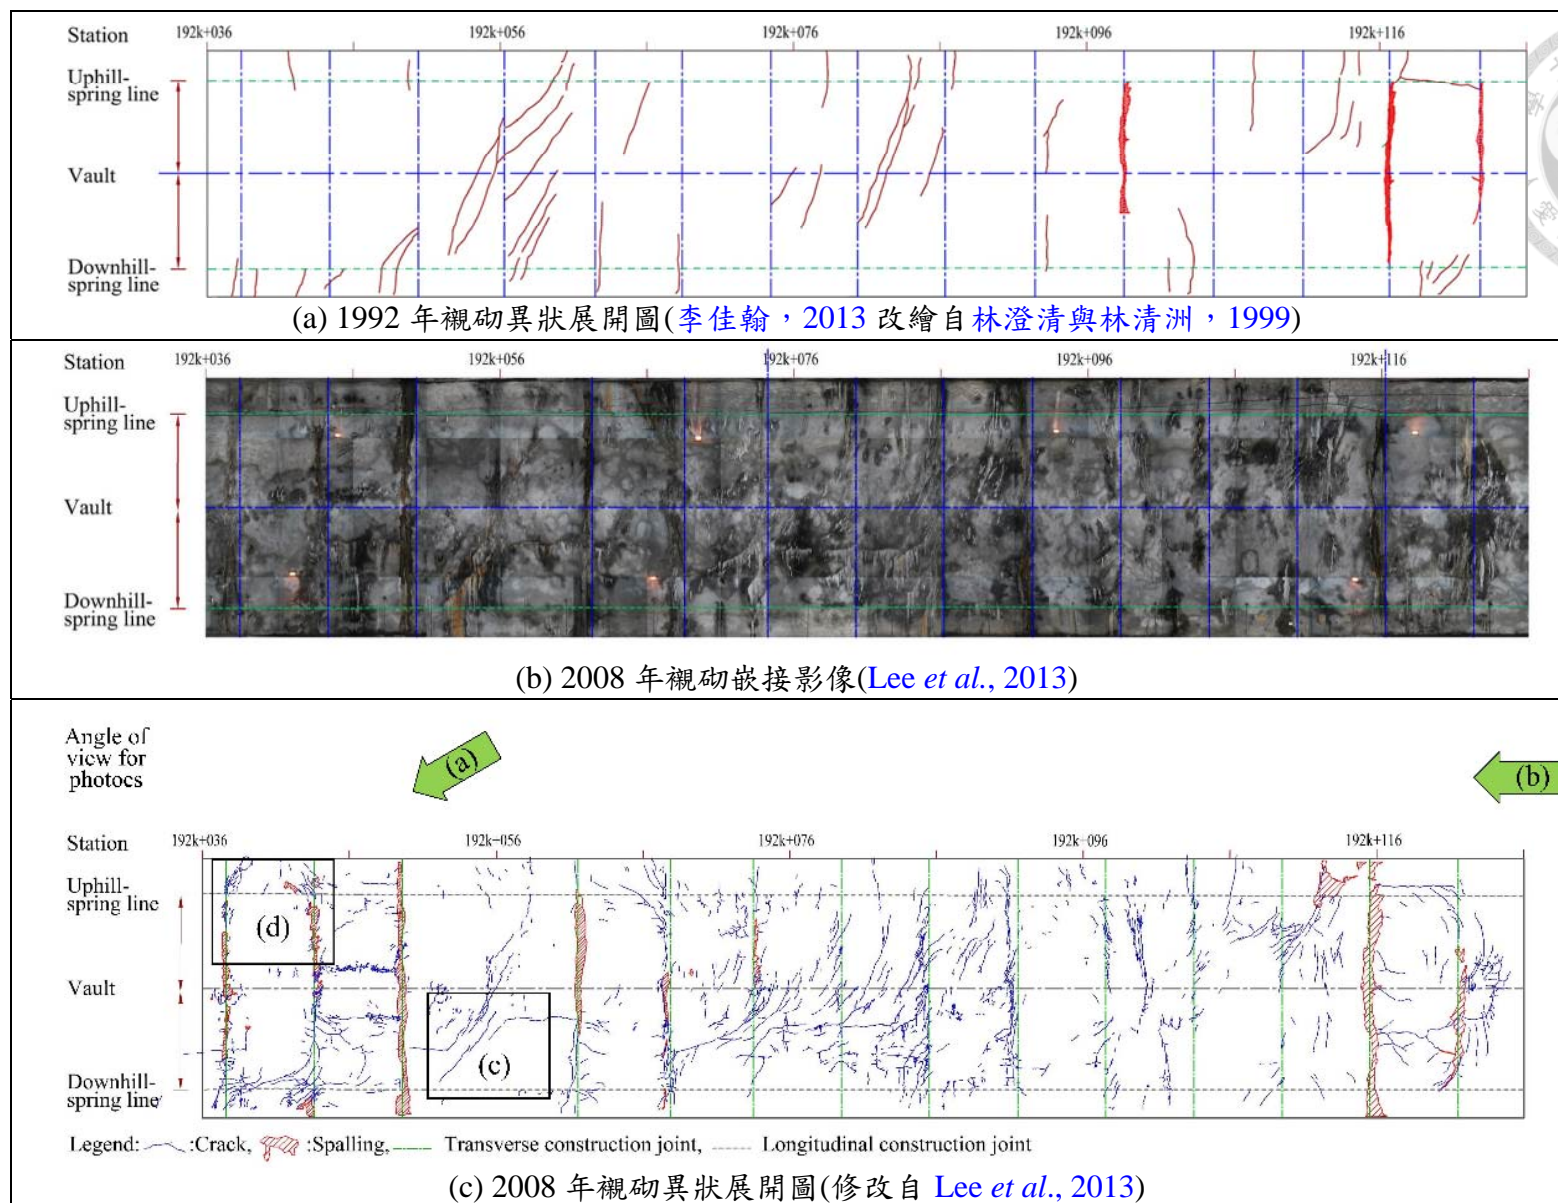 Station 192k+036 192k+056 192k+076 192k+096 192k+116
Uphill-
spring line
Vault
Downhill-
spring line
(a) 1992 年襯砌異狀展開圖(李佳翰，2013 改繪自林澄清與林清洲，1999)
Station 192k+036 192k+056 192k+076 192k+096 192k+116
Uphill-
spring line
Vault
Downhill-
spring line
(b) 2008 年襯砌嵌接影像(Lee et al., 2013)
Angle of
view for
photocs
(a)
(b)
Station 192k+036 192k-056 192k+076 192k+096 192k+116
Uphill-
spring line
(d)
Vault
(c)
Downhill-
spring line
Legend: :Crack, :Spalling, Transverse construction joint, Longitudinal construction joint
(c) 2008 年襯砌異狀展開圖(修改自 Lee et al., 2013)